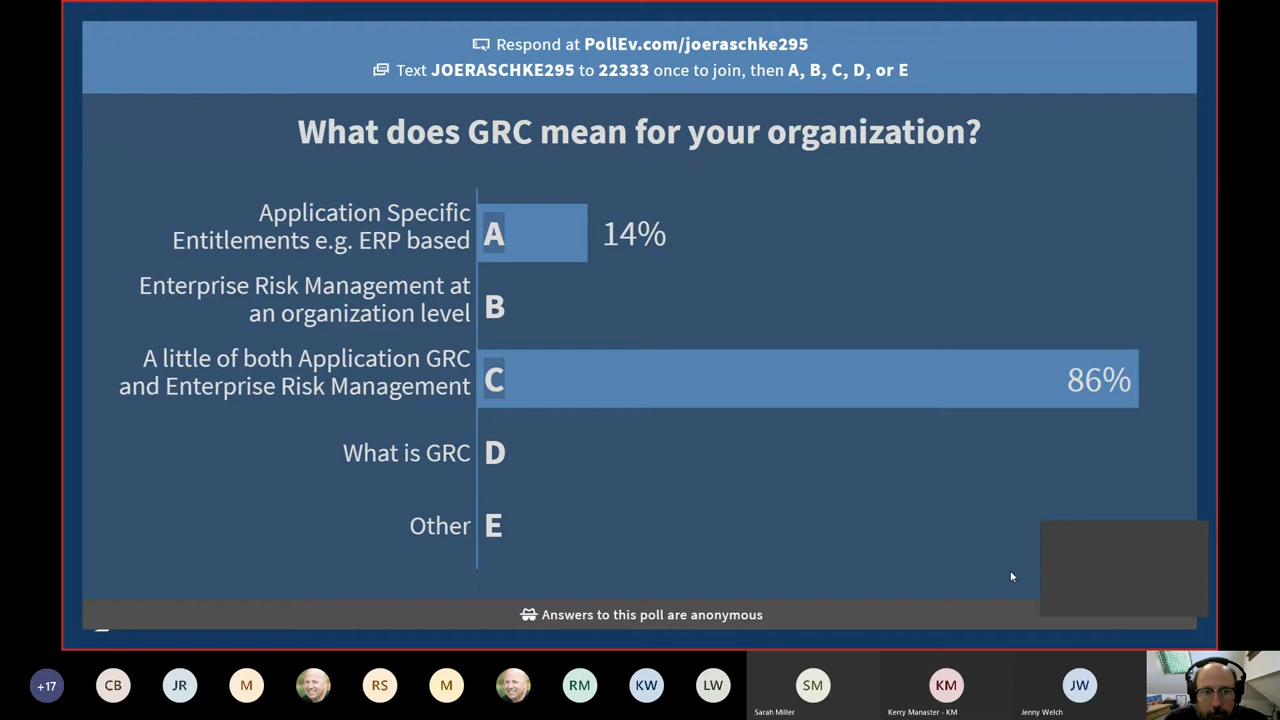 Respond at PollEv.com/joeraschke295
Text JOERASCHKE295 to 22333 once to join, then A, B, C, D, or E
What does GRC mean for your organization?
Application Specific
Entitlements e.g. ERP based
A
14%
Enterprise Risk Management at
an organization level
B
A little of both Application GRC
and Enterprise Risk Management
C
86%
What is GRC
D
Other
E
Answers to this poll are anonymous
+17
CB
JR
M
RS
M
RM
KW
LW
SM
Sarah Miller
KM
Kerry Manaster - KM
JW
Jenny Welch